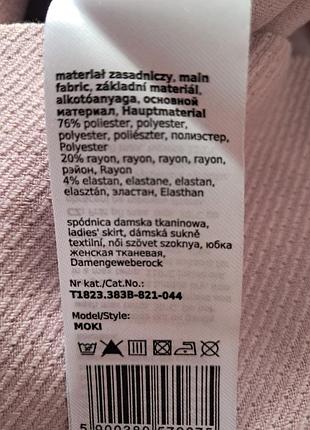 materiał zasadniczy, main
fabric, základní materiál,
alkotóanyaga, основной
материал, Hauptmaterial
76% poliester, polyester,
polyester, poliészter, полиэстер,
Polyester
20% rayon, rayon, rayon, rayon,
рэйон, Rayon
4% elastan, elastane, elastan,
elasztán, эластан, Elasthan
spódnica damska tkaninowa,
ladies' skirt, dámská sukně
textilní, női szövet szoknya, юбка
женская тканевая,
Damengeweberock
Nr kat./Cat.No.:
T1823.383B-821-044
Model/Style:
MOKI